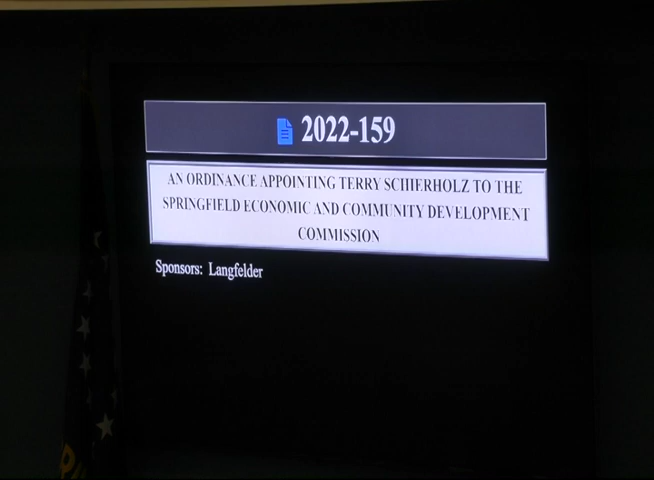 2022-159
AN ORDINANCE APPOINTING TERRY SCHIERHOLZ TO THE
SPRINGFIELD ECONOMIC AND COMMUNITY DEVELOPMENT
COMMISSION
Sponsors: Langfelder